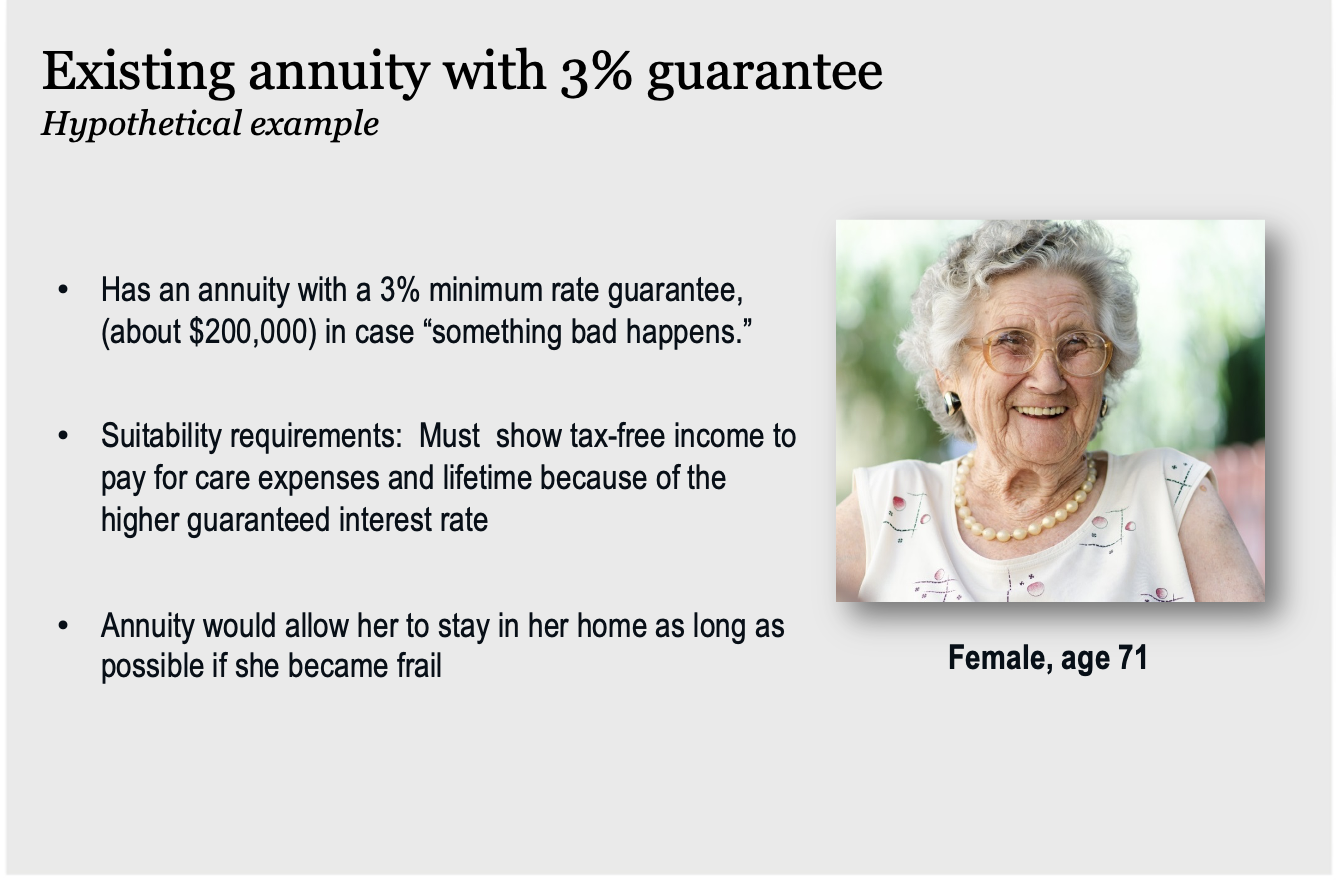 Existing annuity with 3% guarantee
Hypothetical example
• Has an annuity with a 3% minimum rate guarantee,
(about $200,000) in case “something bad happens.”
• Suitability requirements:  Must  show tax-free income to
pay for care expenses and lifetime because of the
higher guaranteed interest rate
• Annuity would allow her to stay in her home as long as
possible if she became frail
Female, age 71